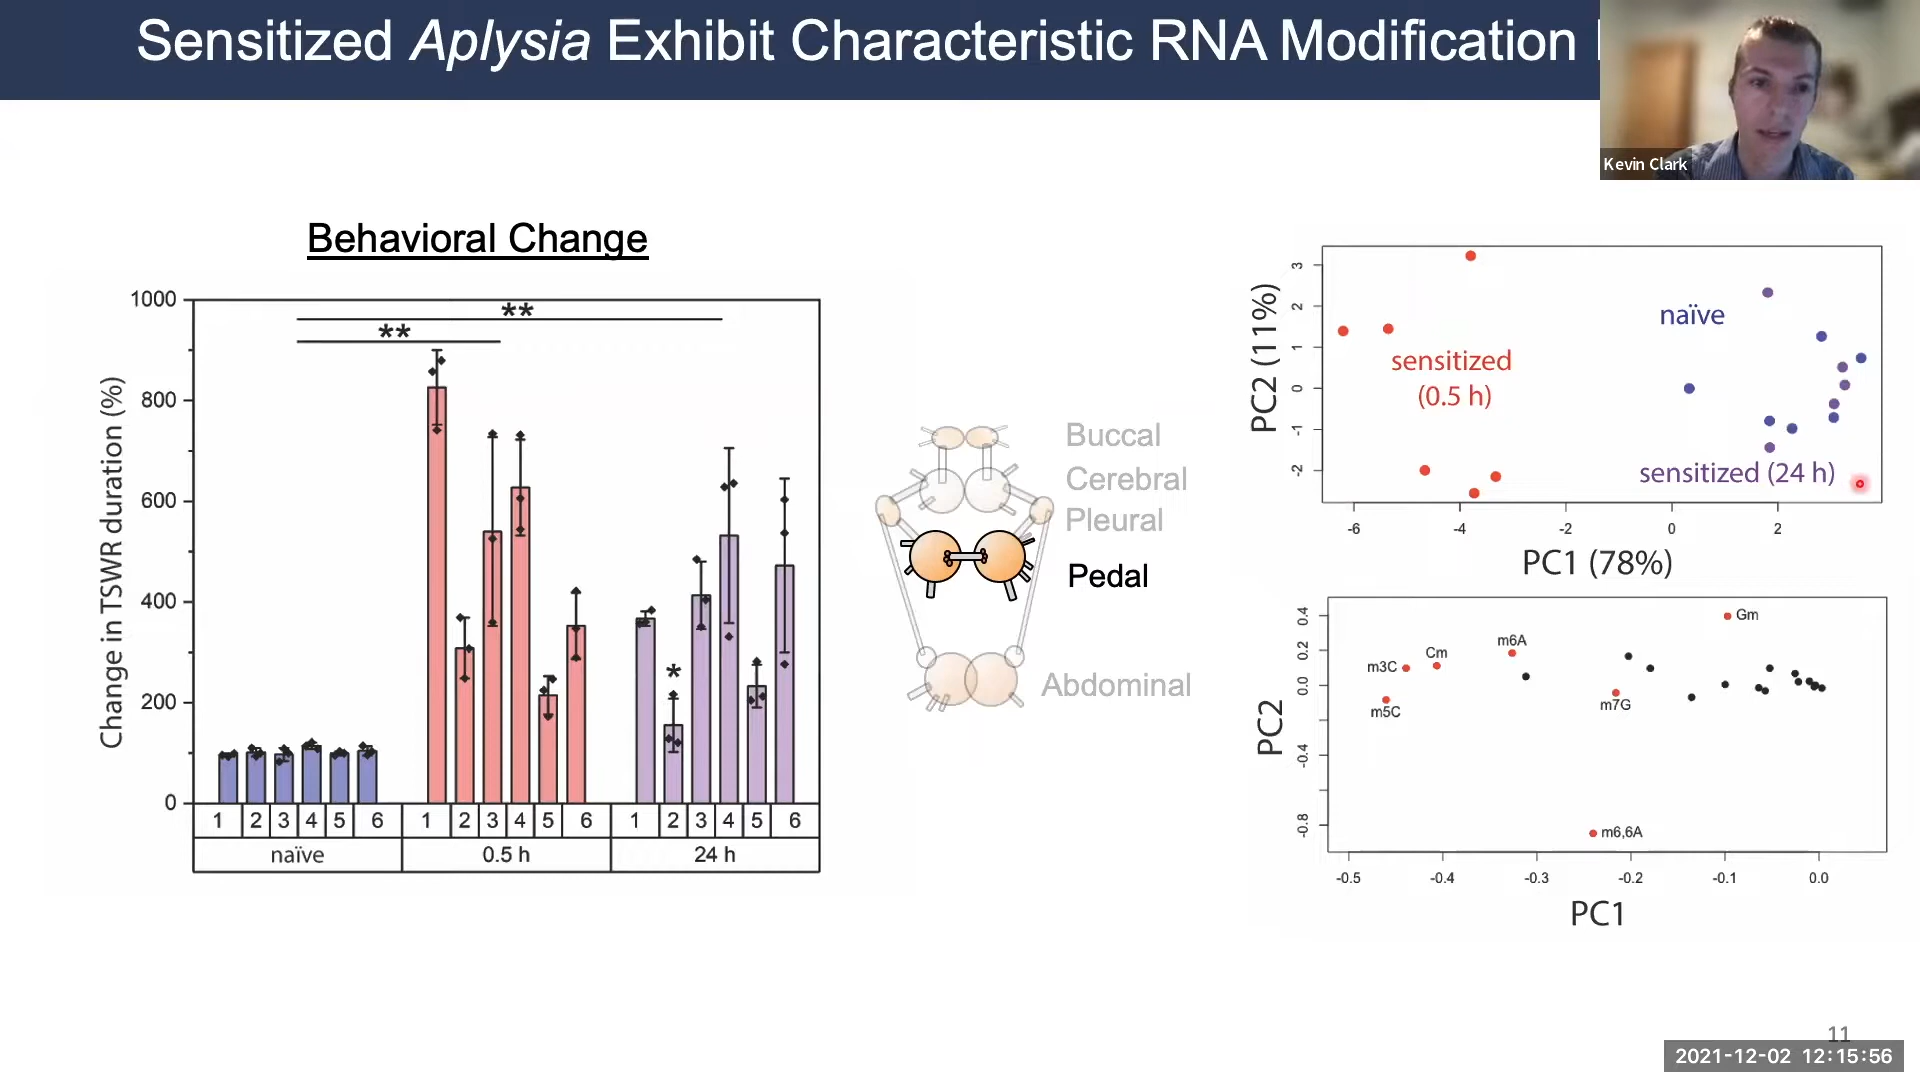 Sensitized Aplysia Exhibit Characteristic RNA Modification
Kevin Clark
Behavioral Change
Change in TSWR duration (%)
1000
800
600
400
200
0
**
**
*
1 2 3 4 5 6 1 2 3 4 5 6 1 2 3 4 5 6
naïve 0.5 h 24 h
Buccal
Cerebral
Pleural
Pedal
Abdominal
PC2 (11%)
3
2
1
0
-1
-2
naïve
sensitized
(0.5 h)
sensitized (24 h)
-6 -4 -2 0 2
PC1 (78%)
PC2
0.4
0.2
0.0
-0.4
-0.8
Gm
m6A
Cm
m3C
m5C
m7G
m6,6A
-0.5 -0.4 -0.3 -0.2 -0.1 0.0
PC1
11
2021-12-02 12:15:56